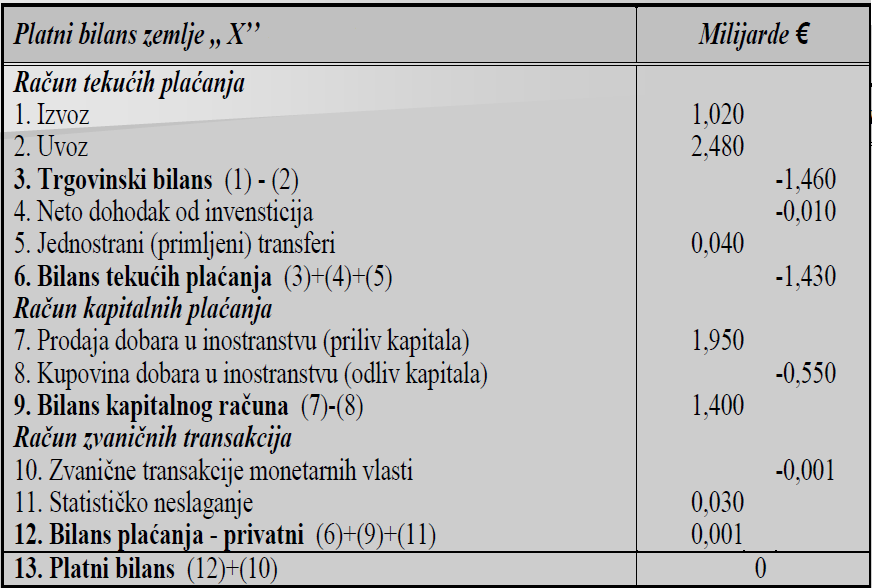 Platni bilans zemlje „ X” Milijarde €
Račun tekućih plaćanja
1. Izvoz 1,020
2. Uvoz 2,480
3. Trgovinski bilans (1) - (2) -1,460
4. Neto dohodak od invensticija -0,010
5. Jednostrani (primljeni) transferi 0,040
6. Bilans tekućih plaćanja (3)+(4)+(5) -1,430
Račun kapitalnih plaćanja
7. Prodaja dobara u inostranstvu (priliv kapitala) 1,950
8. Kupovina dobara u inostranstvu (odliv kapitala) -0,550
9. Bilans kapitalnog računa (7)-(8) 1,400
Račun zvaničnih transakcija
10. Zvanične transakcije monetarnih vlasti -0,001
11. Statističko neslaganje 0,030
12. Bilans plaćanja - privatni (6)+(9)+(11) 0,001
13. Platni bilans (12)+(10) 0